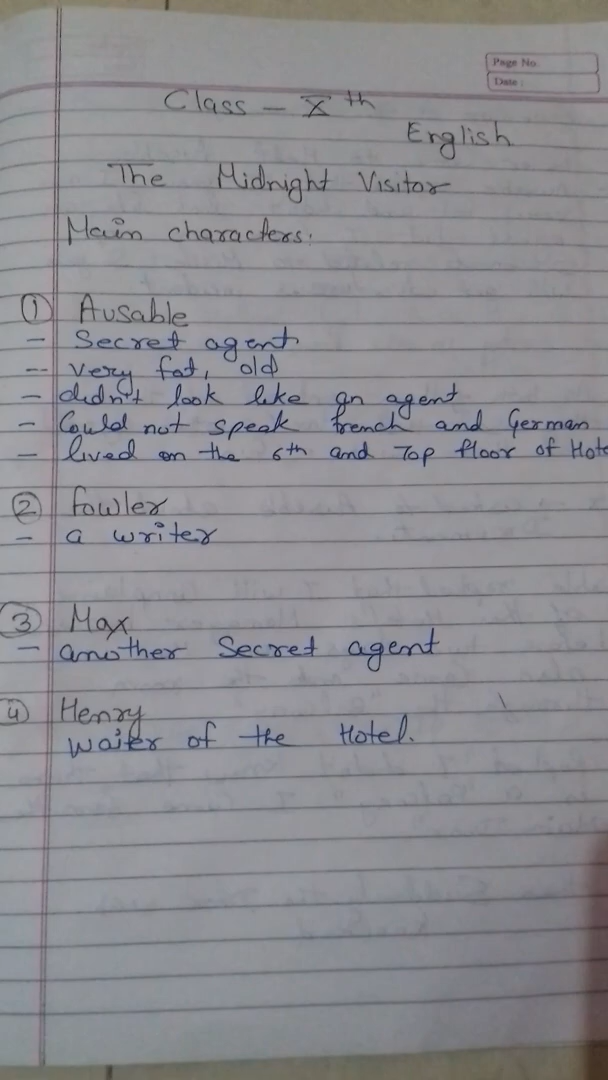 Page No.
Date:
Class - Xth
English
The Midnight Visitor
Main characters:
① Ausable
- Secret agent
- very fat, old
- didn't look like an agent
- Could not speak french and German
- lived on the 6th and Top floor of Hote
② fowler
- a writer
③ Max
- another Secret agent
④ Henry
waiter of the Hotel.